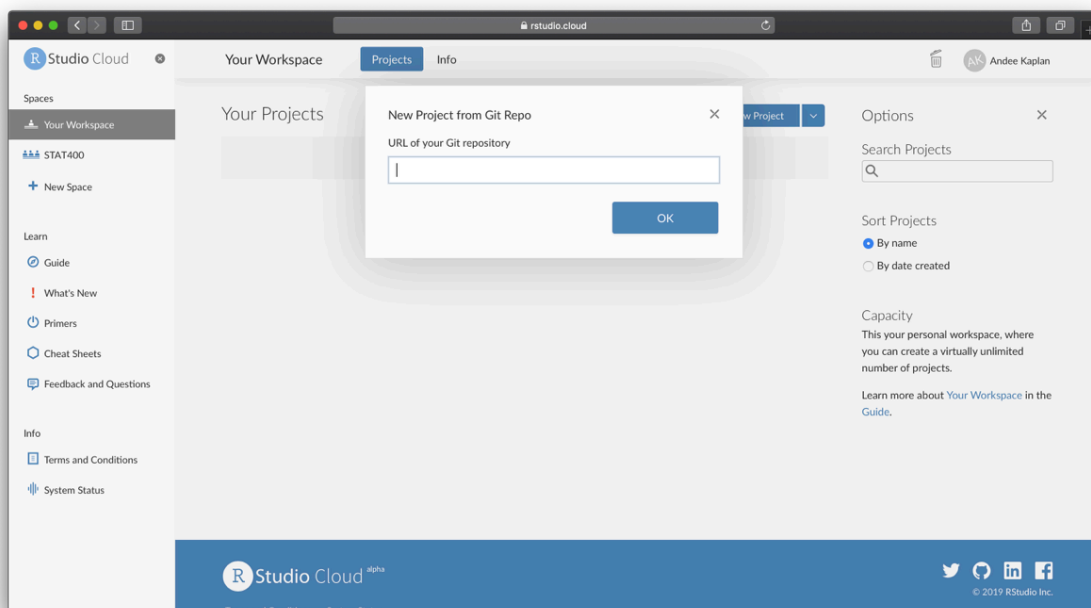 rstudio.cloud
R Studio Cloud
Spaces
Your Workspace
STAT400
New Space
Learn
Guide
What's New
Primers
Cheat Sheets
Feedback and Questions
Info
Terms and Conditions
System Status
Your Workspace
Projects
Info
AK
Andee Kaplan
Your Projects
Project
New Project from Git Repo
URL of your Git repository
OK
Options
Search Projects
Sort Projects
By name
By date created
Capacity
This your personal workspace, where
you can create a virtually unlimited
number of projects.
Learn more about Your Workspace in the
Guide.
R Studio Cloud alpha
© 2019 RStudio Inc.